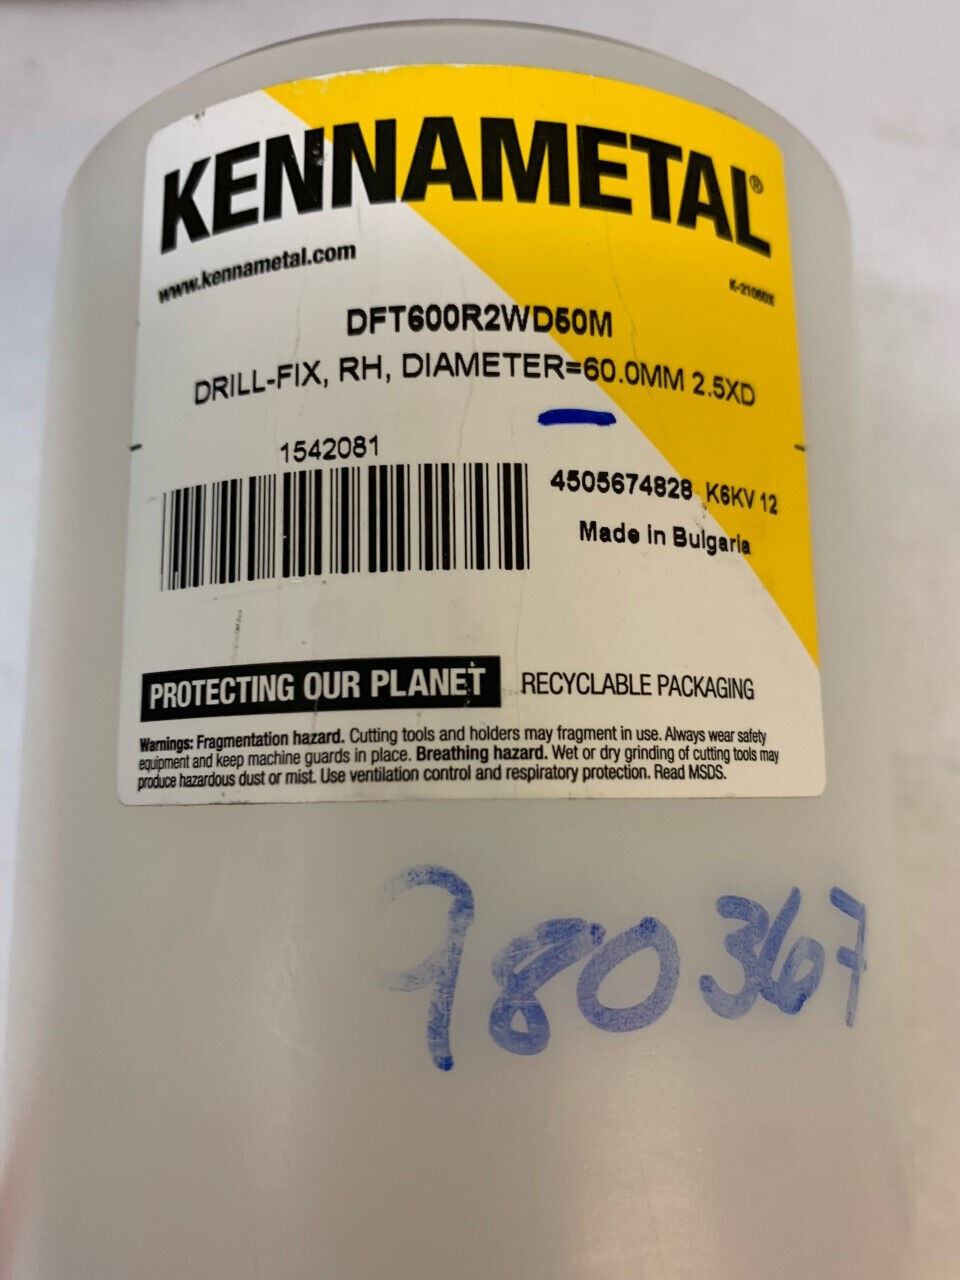 KENNAMETAL®
www.kennametal.com
K-21060X
DFT600R2WD50M
DRILL-FIX, RH, DIAMETER=60.0MM 2.5XD
1542081
4505674828 K6KV 12
Made in Bulgaria
PROTECTING OUR PLANET RECYCLABLE PACKAGING
Warnings: Fragmentation hazard. Cutting tools and holders may fragment in use. Always wear safety
equipment and keep machine guards in place. Breathing hazard. Wet or dry grinding of cutting tools may
produce hazardous dust or mist. Use ventilation control and respiratory protection. Read MSDS.
980367